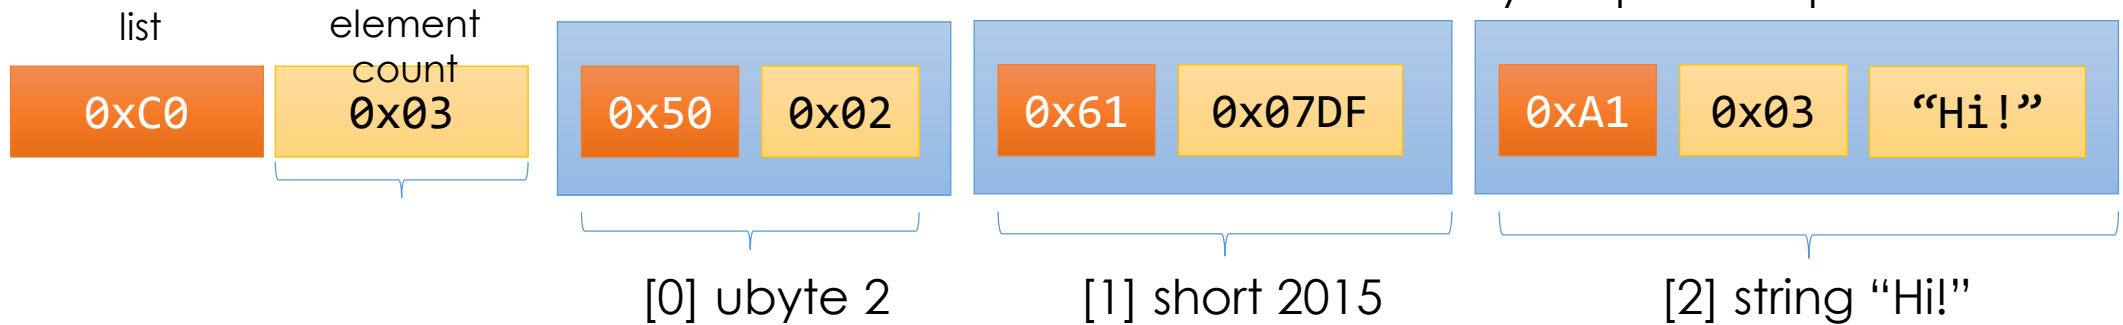 list
element
count
0xC0
0x03
0x50
0x02
0x61
0x07DF
0xA1
0x03
“Hi!”
[0] ubyte 2
[1] short 2015
[2] string “Hi!”